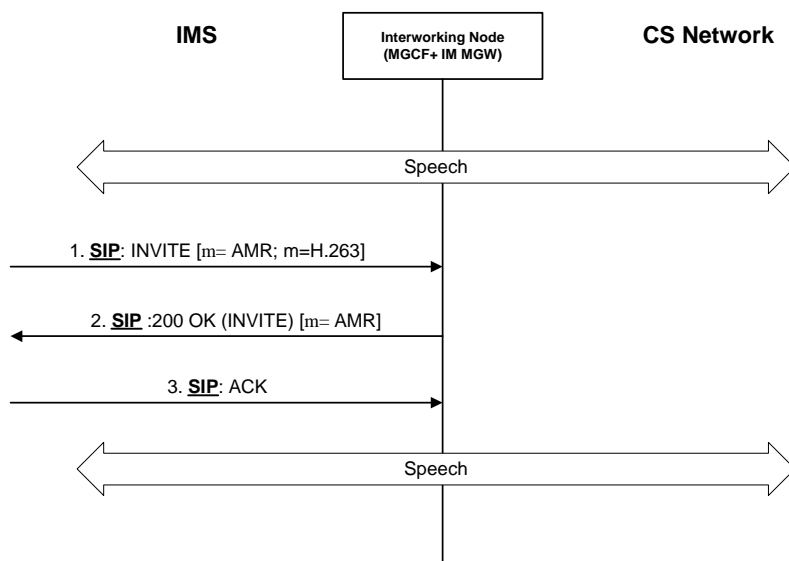 IMS
Interworking Node
(MGCF+ IM MGW)
CS Network
Speech
1. SIP: INVITE [m= AMR; m=H.263]
2. SIP :200 OK (INVITE) [m= AMR]
3. SIP: ACK
Speech